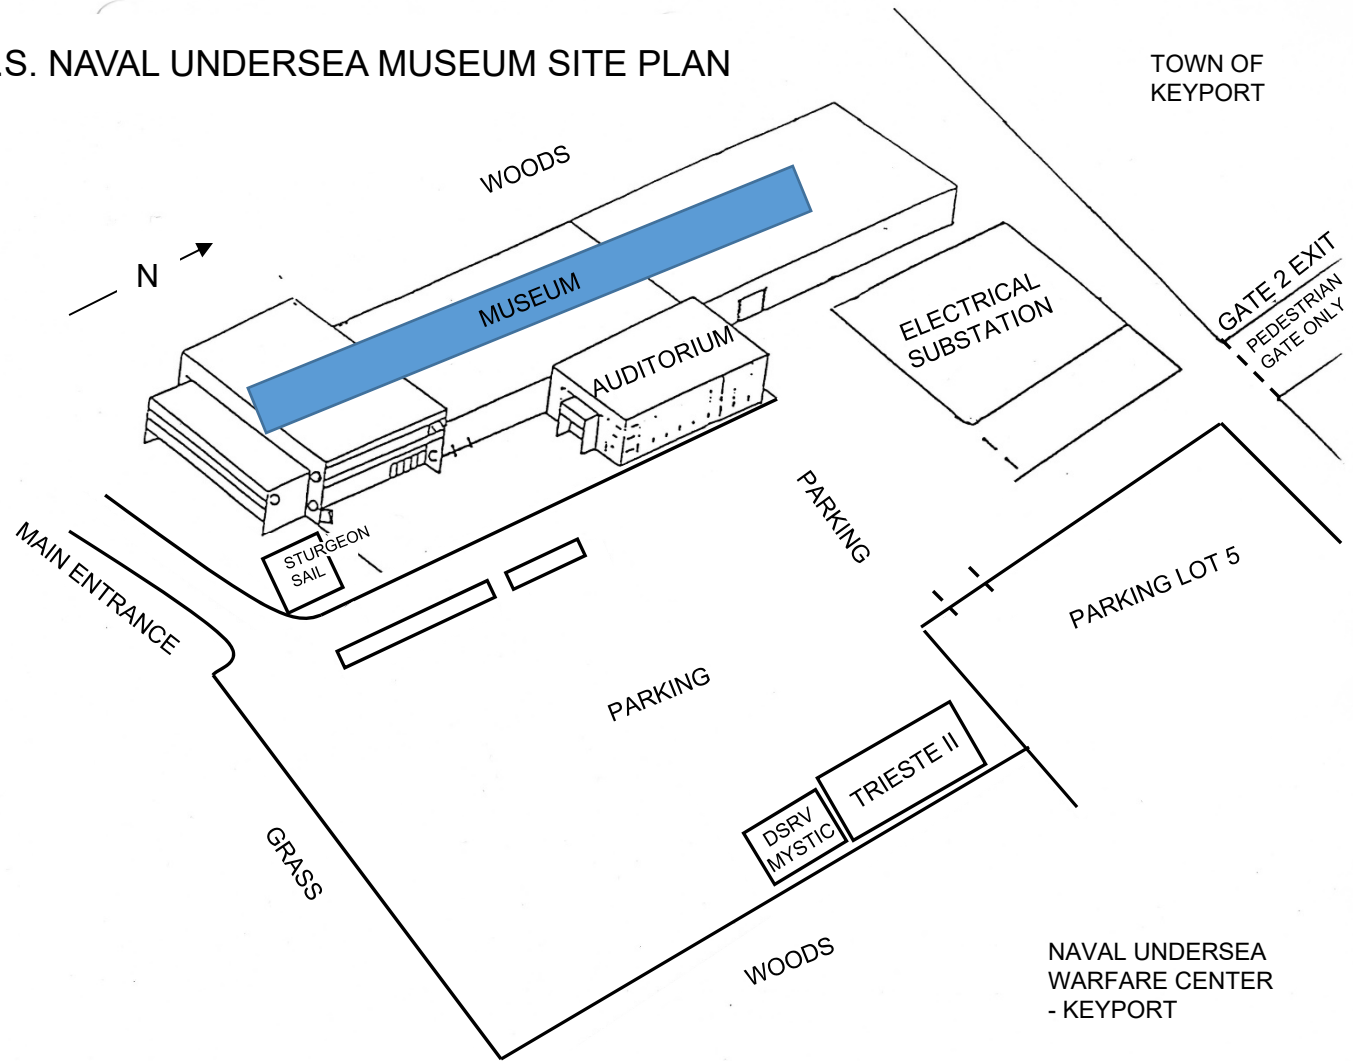 .S. NAVAL UNDERSEA MUSEUM SITE PLAN
TOWN OF
KEYPORT
WOODS
N
MUSEUM
AUDITORIUM
ELECTRICAL
SUBSTATION
GATE 2 EXIT
PEDESTRIAN
GATE ONLY
MAIN ENTRANCE
STURGEON
SAIL
PARKING
PARKING LOT 5
PARKING
TRIESTE II
DSRV
MYSTIC
GRASS
WOODS
NAVAL UNDERSEA
WARFARE CENTER
- KEYPORT